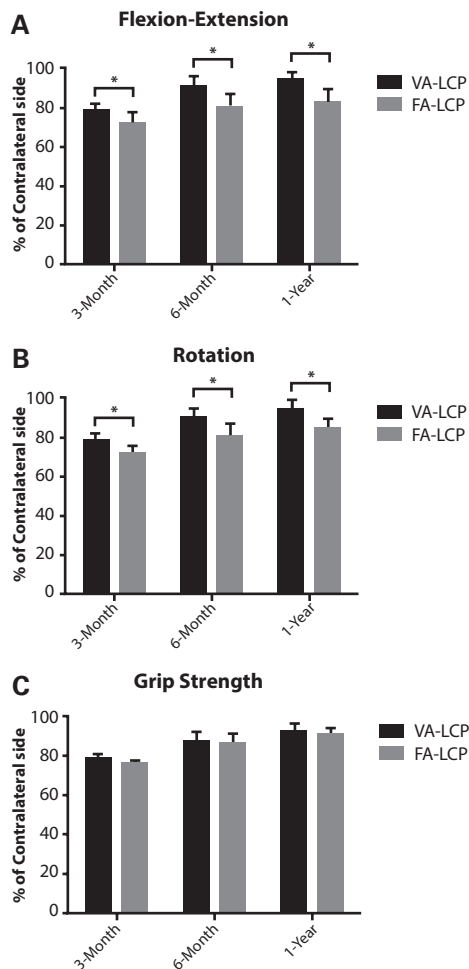 A
Flexion-Extension
% of Contralateral side
100
80
60
40
20
0
*
*
*
3-Month
6-Month
1-Year
VA-LCP
FA-LCP
B
Rotation
% of Contralateral side
100
80
60
40
20
0
*
*
*
3-Month
6-Month
1-Year
VA-LCP
FA-LCP
C
Grip Strength
% of Contralateral side
100
80
60
40
20
0
3-Month
6-Month
1-Year
VA-LCP
FA-LCP